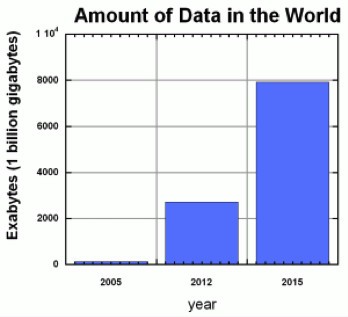 Amount of Data in the World
Exabytes (1 billion gigabytes)
1 10⁴
8000
6000
4000
2000
0
2005 2012 2015
year